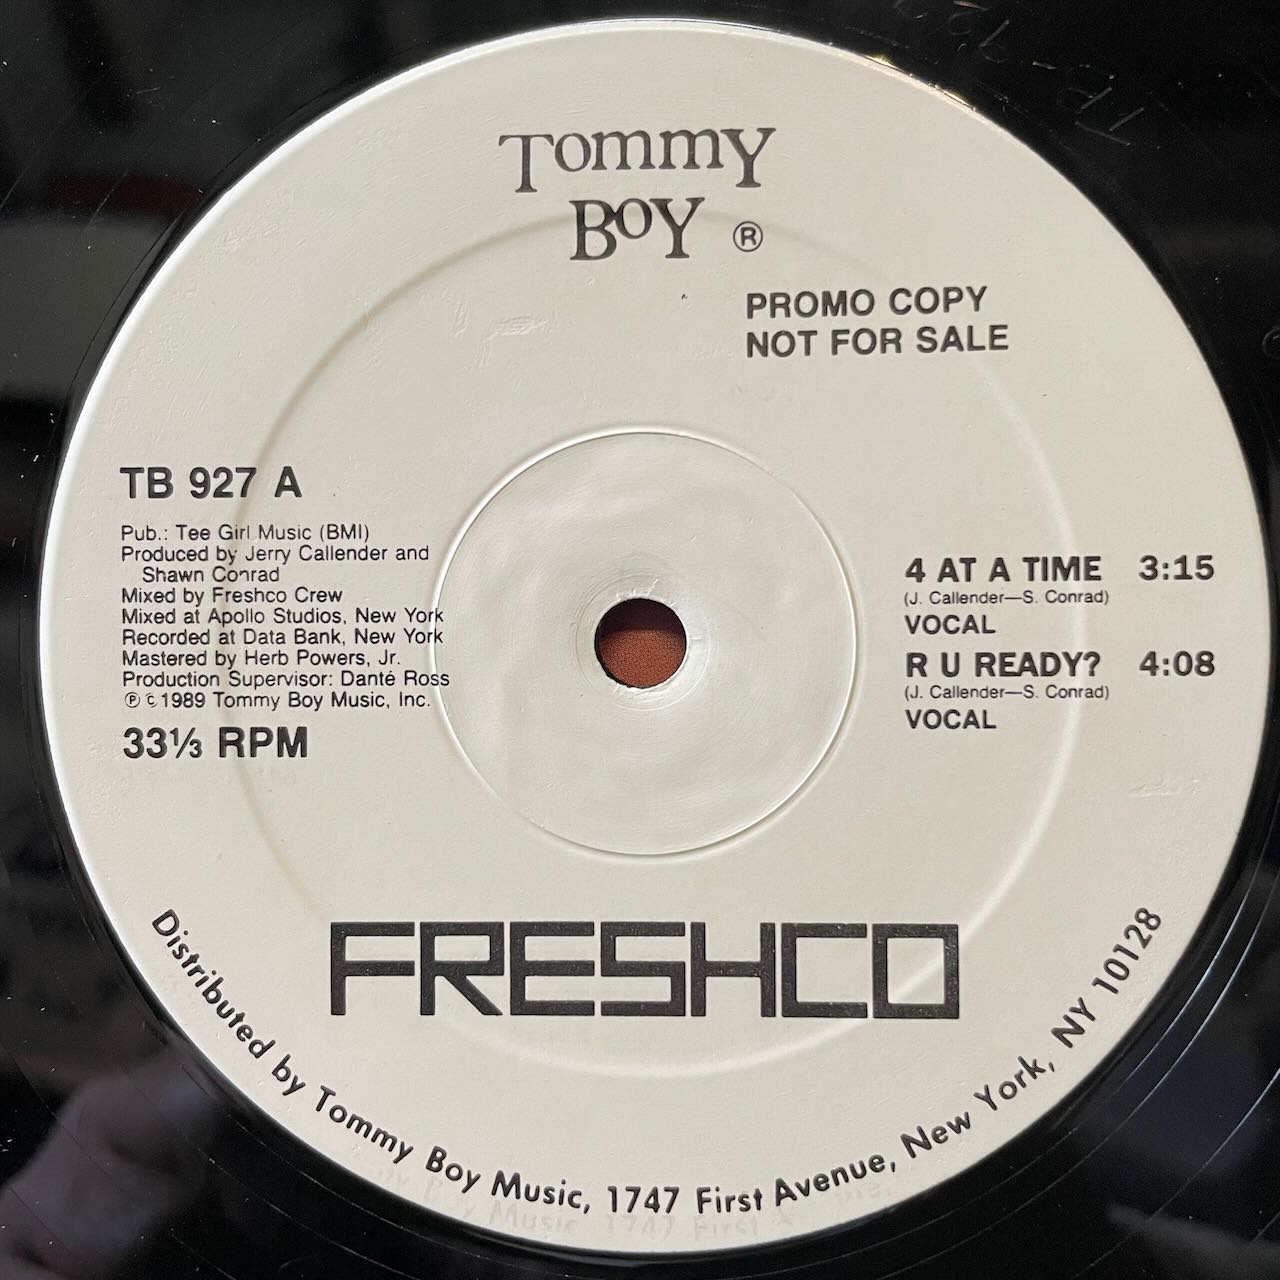 Tommy
Boy ®
PROMO COPY
NOT FOR SALE
TB 927 A
Pub.: Tee Girl Music (BMI)
Produced by Jerry Callender and
Shawn Conrad
Mixed by Freshco Crew
Mixed at Apollo Studios, New York
Recorded at Data Bank, New York
Mastered by Herb Powers, Jr.
Production Supervisor: Danté Ross
℗ © 1989 Tommy Boy Music, Inc.
33⅓ RPM
4 AT A TIME 3:15
(J. Callender—S. Conrad)
VOCAL
R U READY? 4:08
(J. Callender—S. Conrad)
VOCAL
FRESHCO
Distributed by Tommy Boy Music, 1747 First Avenue, New York, NY 10128